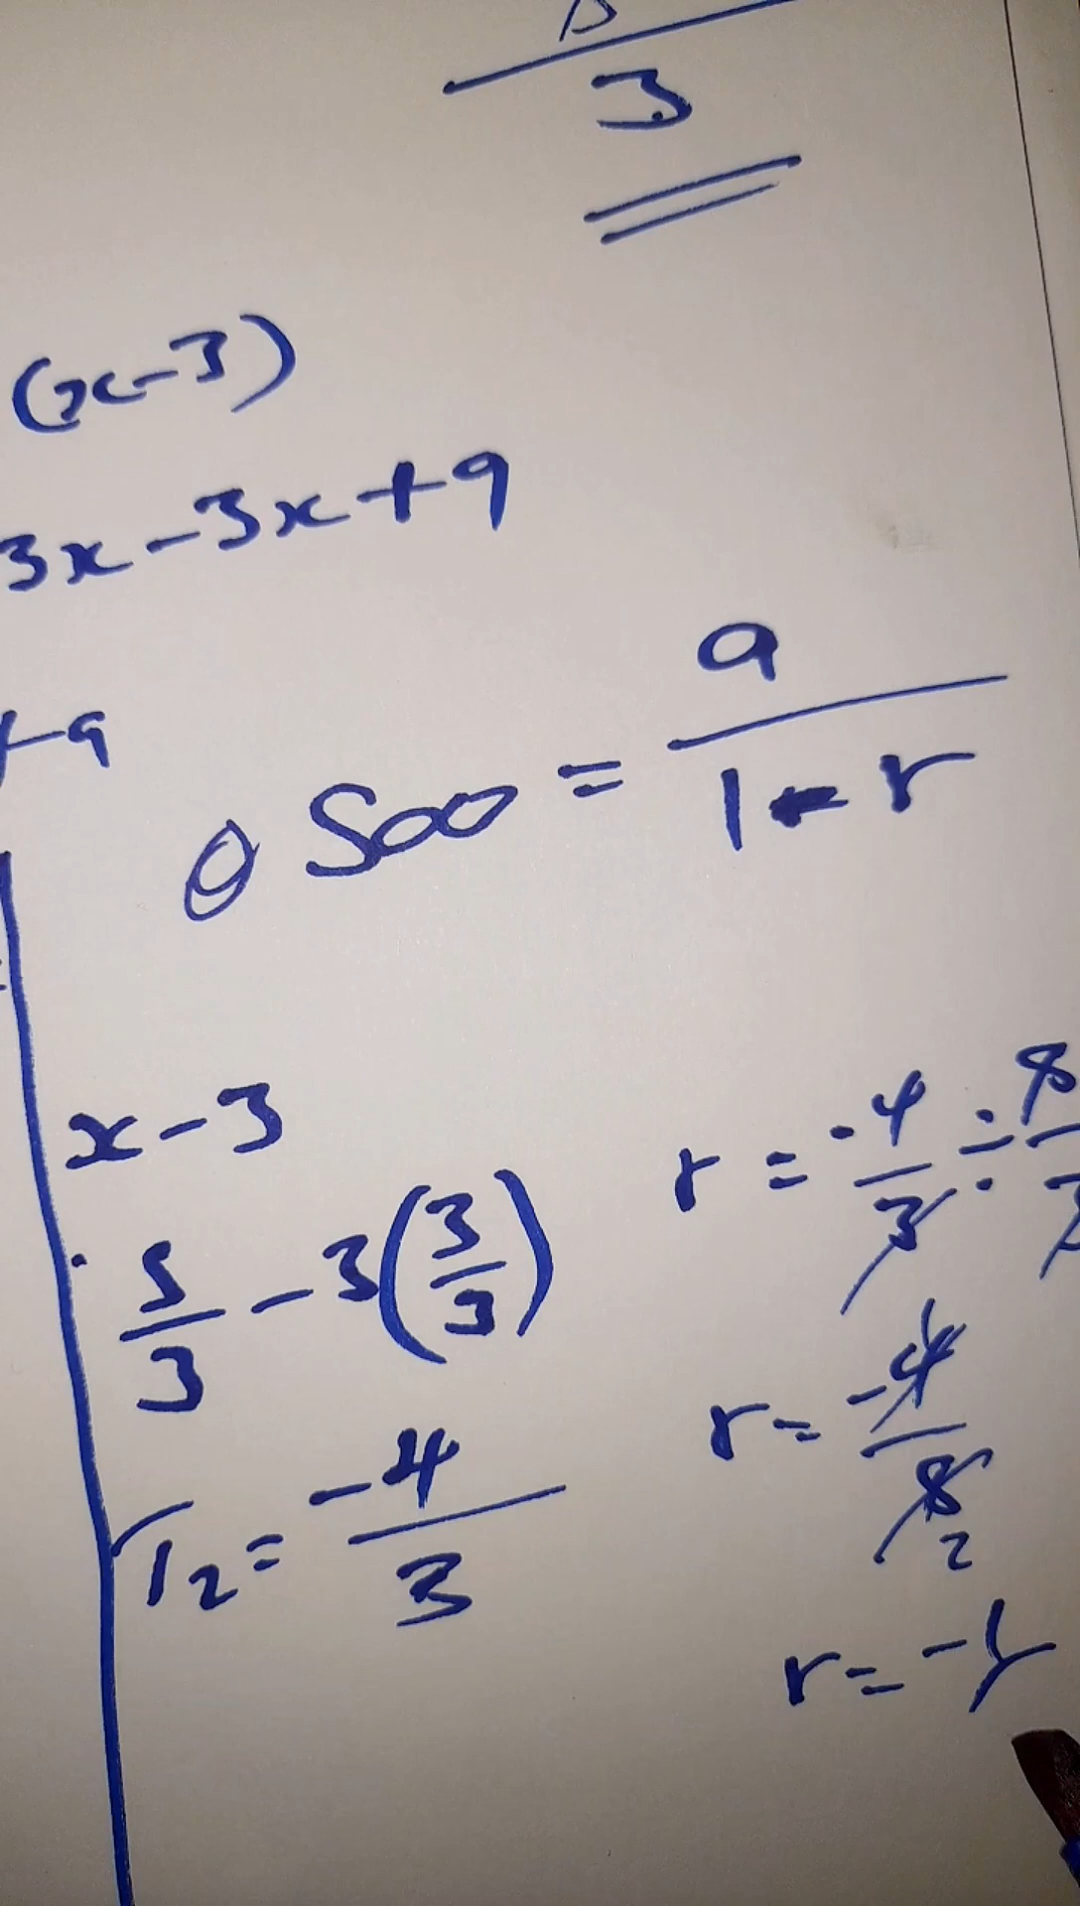 3
(x-3)
3x-3x+9
-9
S∞ = a/(1-r)
x-3
r = -4/3 ÷ 8/3
5/3 - 3(3/3)
r = -4/8 2
T2 = -4/3
r = -1